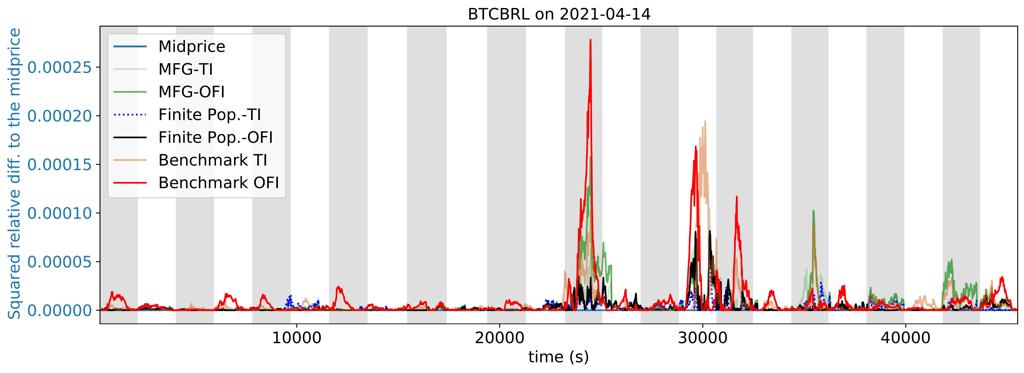 BTCBRL on 2021-04-14
Squared relative diff. to the midprice
0.00025
0.00020
0.00015
0.00010
0.00005
0.00000
Midprice
MFG-TI
MFG-OFI
Finite Pop.-TI
Finite Pop.-OFI
Benchmark TI
Benchmark OFI
10000
20000
30000
40000
time (s)